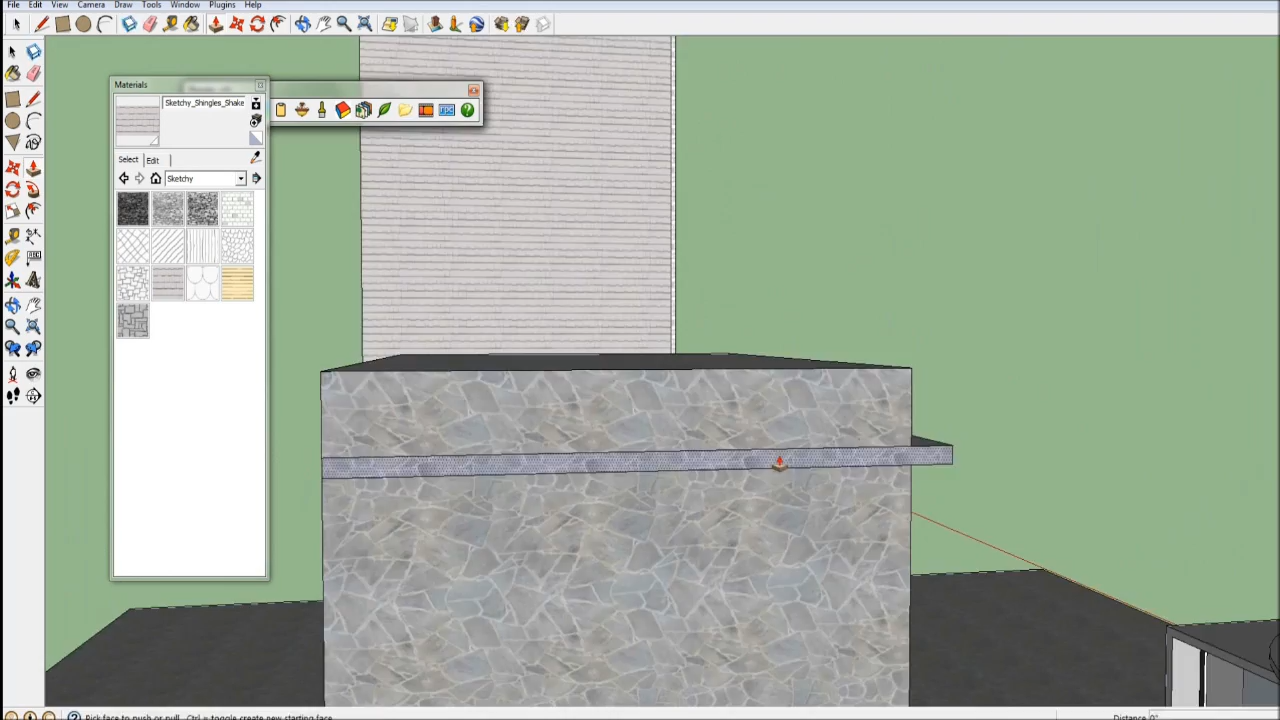 File Edit View Camera Draw Tools Window Plugins Help
Materials
Sketchy_Shingles_Shake
Select Edit
Sketchy
Pick face to push or pull. Ctrl = toggle create new starting face.
Distance 0"